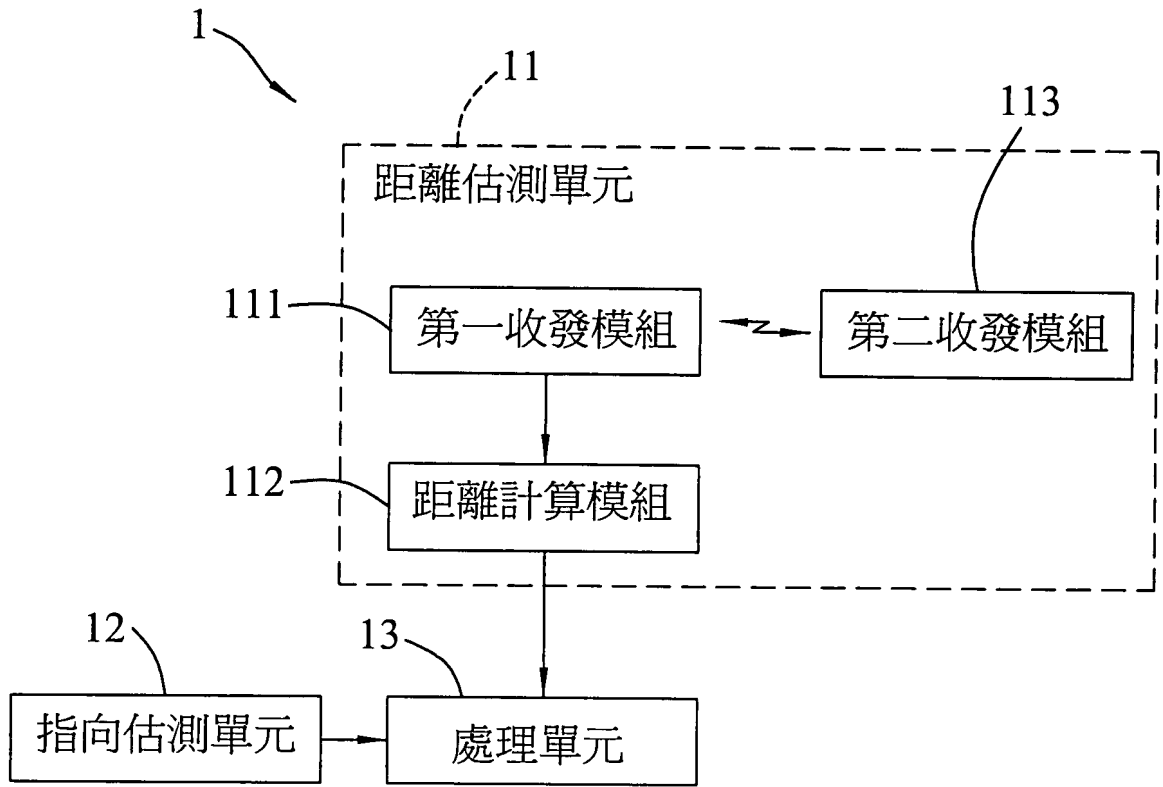 1
11
113
距離估測單元
111
第一收發模組
第二收發模組
112
距離計算模組
12
13
指向估測單元
處理單元